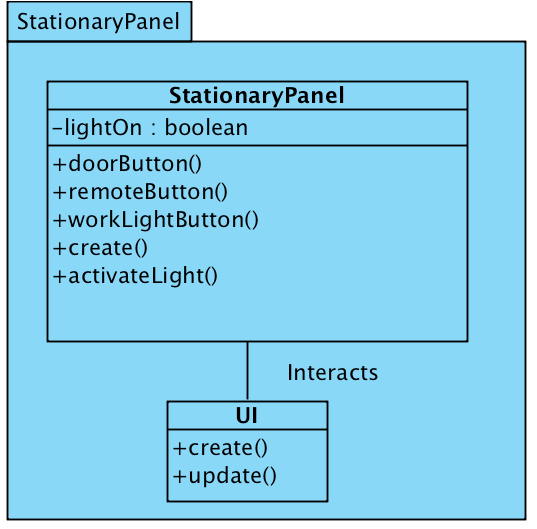 StationaryPanel
StationaryPanel
-lightOn : boolean
+doorButton()
+remoteButton()
+workLightButton()
+create()
+activateLight()
Interacts
UI
+create()
+update()